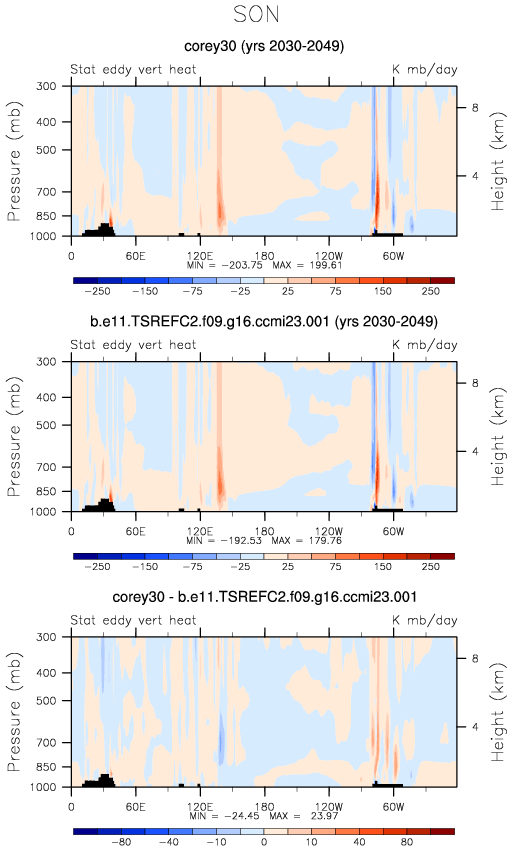 SON
corey30 (yrs 2030-2049)
Stat eddy vert heat K mb/day
300
400
500
700
850
1000
Pressure (mb)
8
4
Height (km)
0 60E 120E 180 120W 60W
MIN = -203.75 MAX = 199.61
-250 -150 -75 -25 25 75 150 250
b.e11.TSREFC2.f09.g16.ccmi23.001 (yrs 2030-2049)
Stat eddy vert heat K mb/day
300
400
500
700
850
1000
Pressure (mb)
8
4
Height (km)
0 60E 120E 180 120W 60W
MIN = -192.53 MAX = 179.76
-250 -150 -75 -25 25 75 150 250
corey30 - b.e11.TSREFC2.f09.g16.ccmi23.001
Stat eddy vert heat K mb/day
300
400
500
700
850
1000
Pressure (mb)
8
4
Height (km)
0 60E 120E 180 120W 60W
MIN = -24.45 MAX = 23.97
-80 -40 -10 0 10 40 80